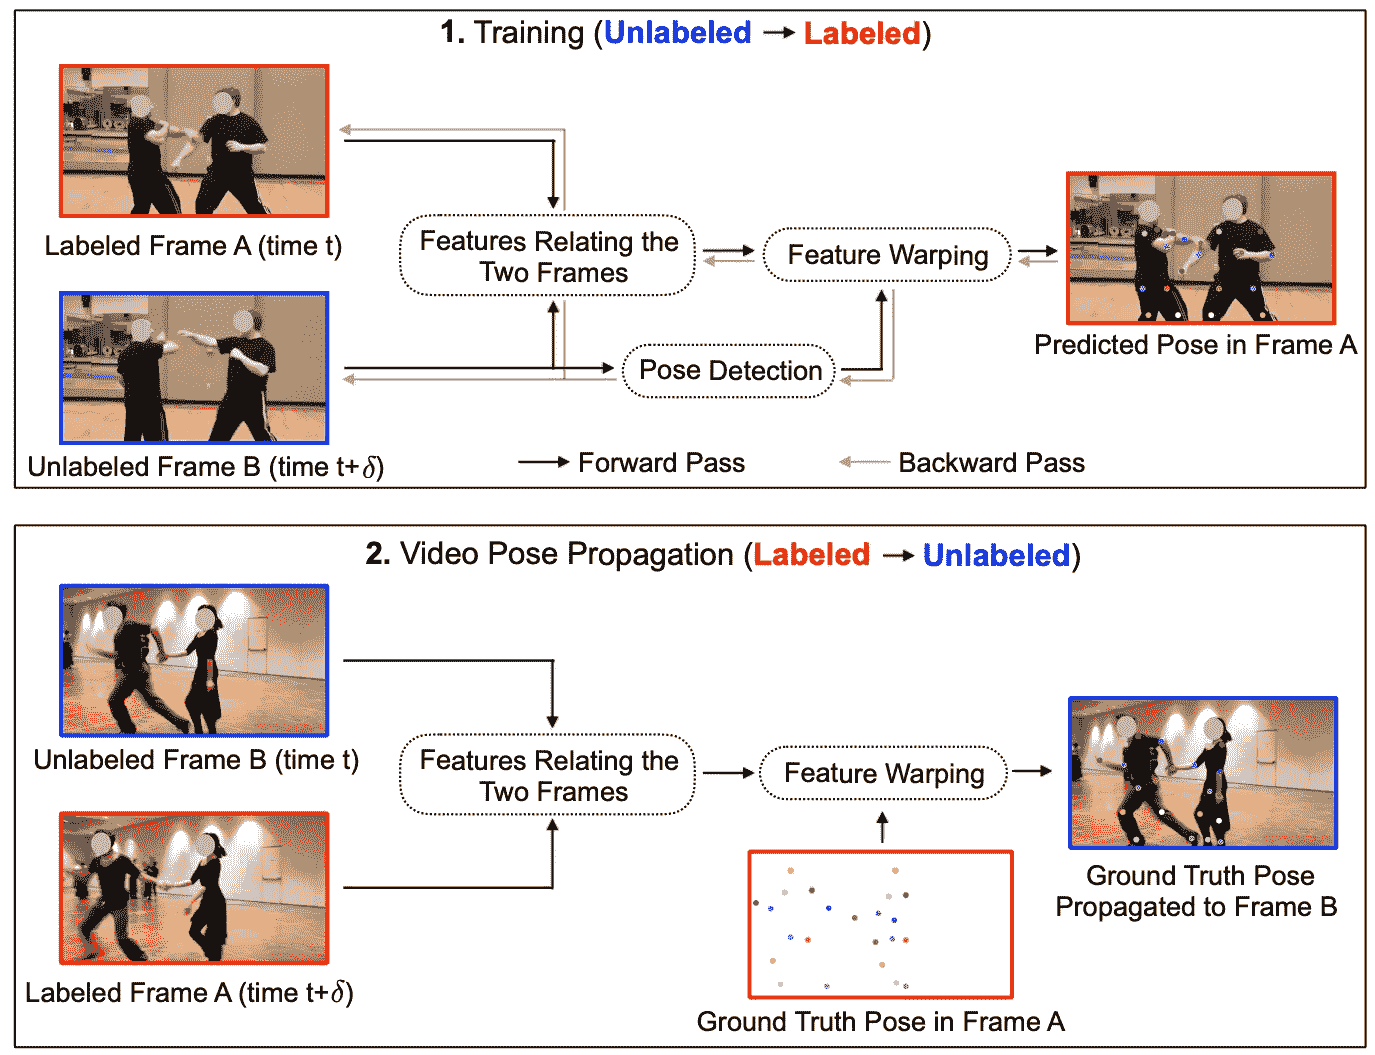 1. Training (Unlabeled → Labeled)
Labeled Frame A (time t)
Features Relating the
Two Frames
Feature Warping
Predicted Pose in Frame A
Pose Detection
Unlabeled Frame B (time t+δ)
Forward Pass
Backward Pass
2. Video Pose Propagation (Labeled → Unlabeled)
Unlabeled Frame B (time t)
Features Relating the
Two Frames
Feature Warping
Ground Truth Pose
Propagated to Frame B
Labeled Frame A (time t+δ)
Ground Truth Pose in Frame A